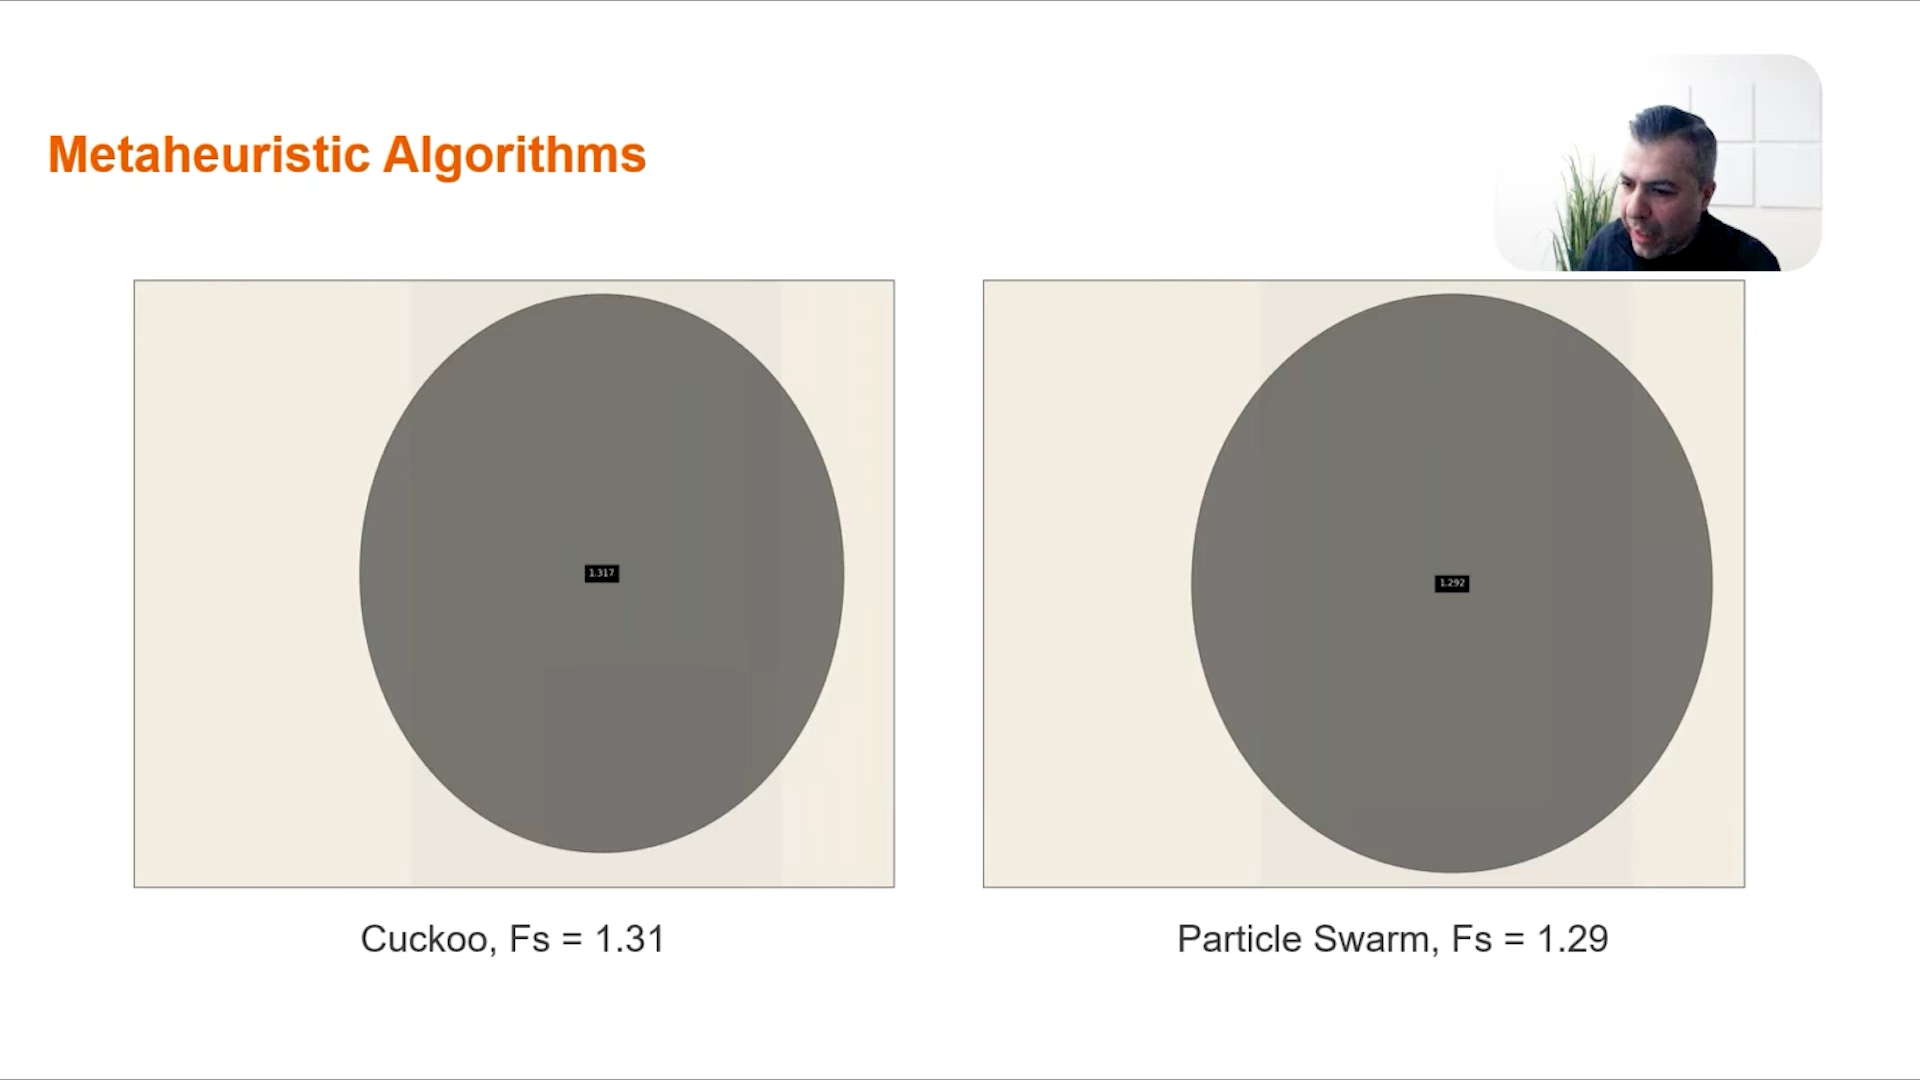 Metaheuristic Algorithms
1.317
1.292
Cuckoo, Fs = 1.31
Particle Swarm, Fs = 1.29